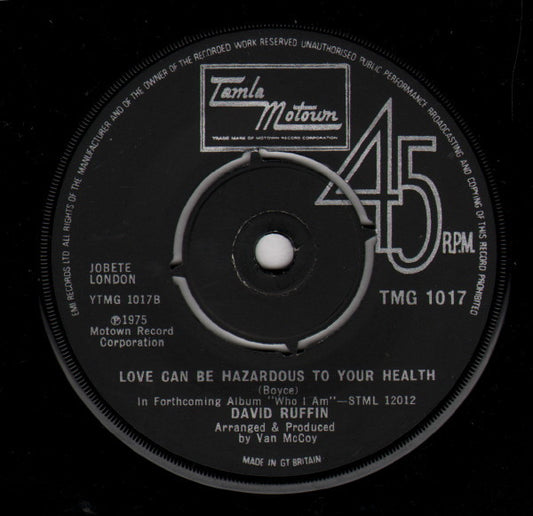 EMI RECORDS LTD ALL RIGHTS OF THE MANUFACTURER AND OF THE OWNER OF THE RECORDED WORK RESERVED UNAUTHORISED PUBLIC PERFORMANCE BROADCASTING AND COPYING OF THIS RECORD PROHIBITED
Tamla
Motown
TRADE MARK OF MOTOWN RECORD CORPORATION
45
R.P.M.
JOBETE
LONDON
YTMG 1017B
TMG 1017
℗1975
Motown Record
Corporation
LOVE CAN BE HAZARDOUS TO YOUR HEALTH
(Boyce)
In Forthcoming Album "Who I Am"—STML 12012
DAVID RUFFIN
Arranged & Produced
by Van McCoy
MADE IN GT BRITAIN